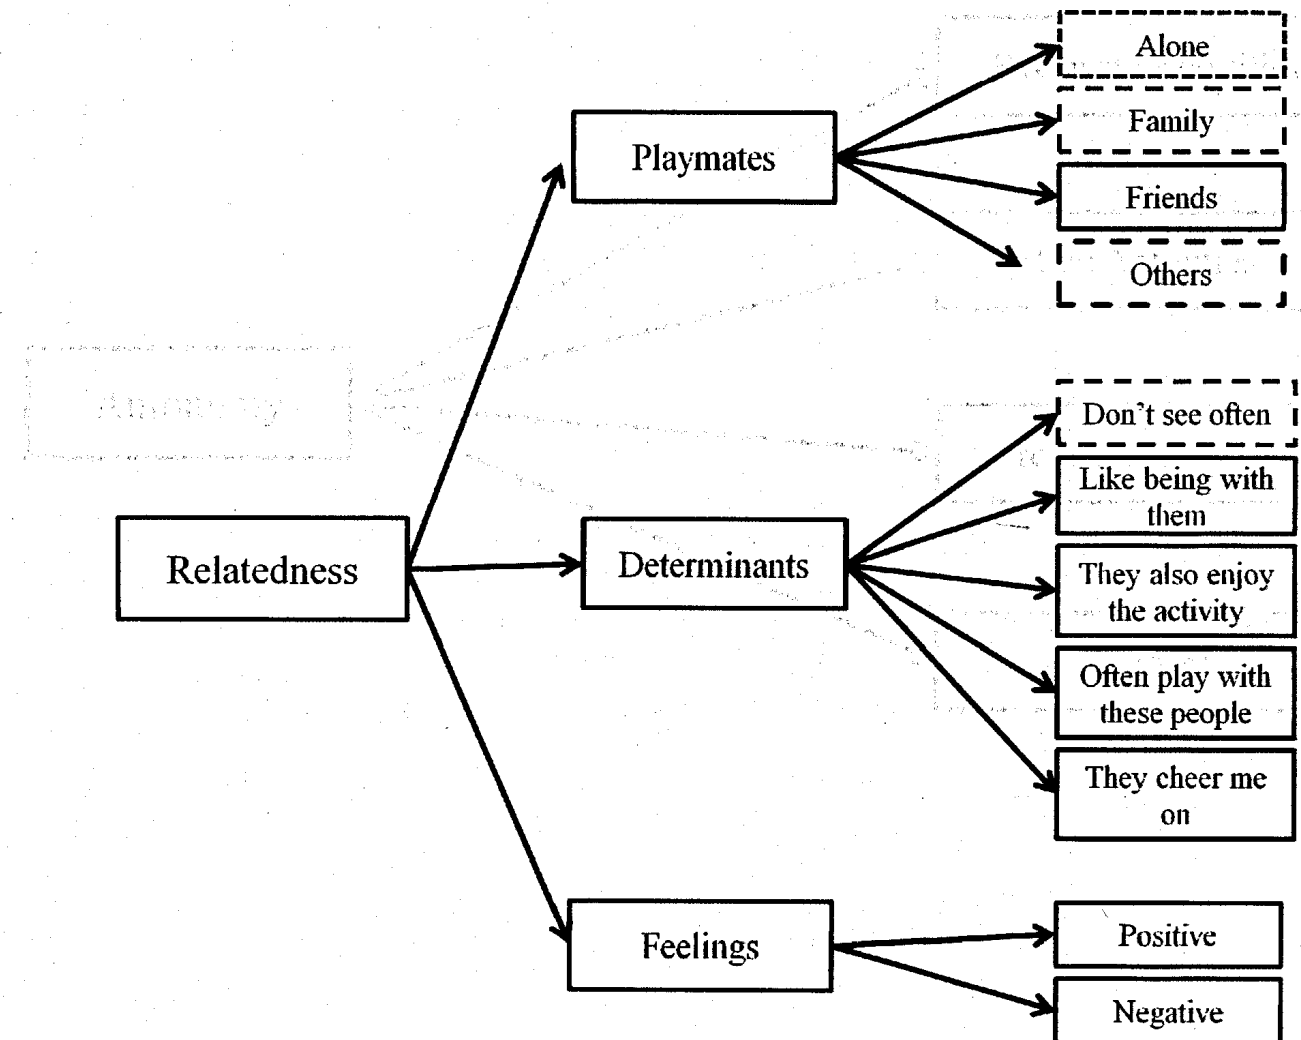 Alone
Family
Playmates
Friends
Others
Don't see often
Like being with
them
Relatedness
Determinants
They also enjoy
the activity
Often play with
these people
They cheer me
on
Feelings
Positive
Negative